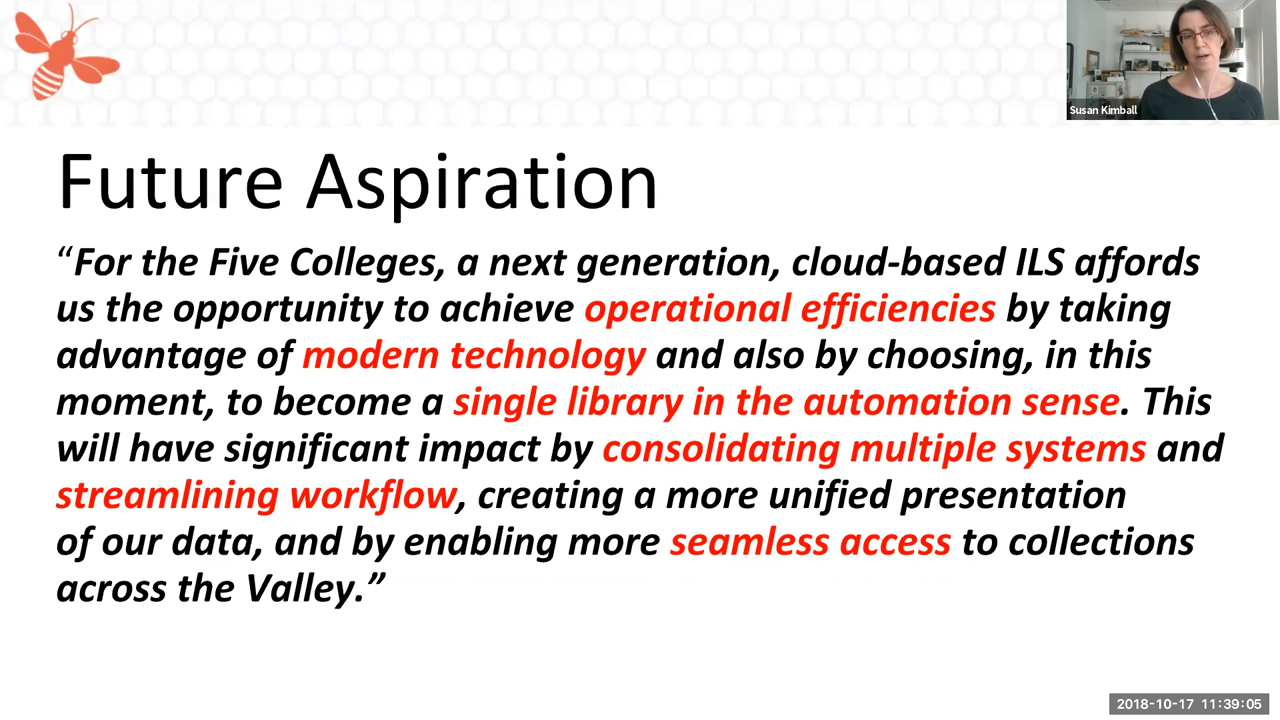 Susan Kimball
Future Aspiration
“For the Five Colleges, a next generation, cloud-based ILS affords
us the opportunity to achieve operational efficiencies by taking
advantage of modern technology and also by choosing, in this
moment, to become a single library in the automation sense. This
will have significant impact by consolidating multiple systems and
streamlining workflow, creating a more unified presentation
of our data, and by enabling more seamless access to collections
across the Valley.”
2018-10-17 11:39:05